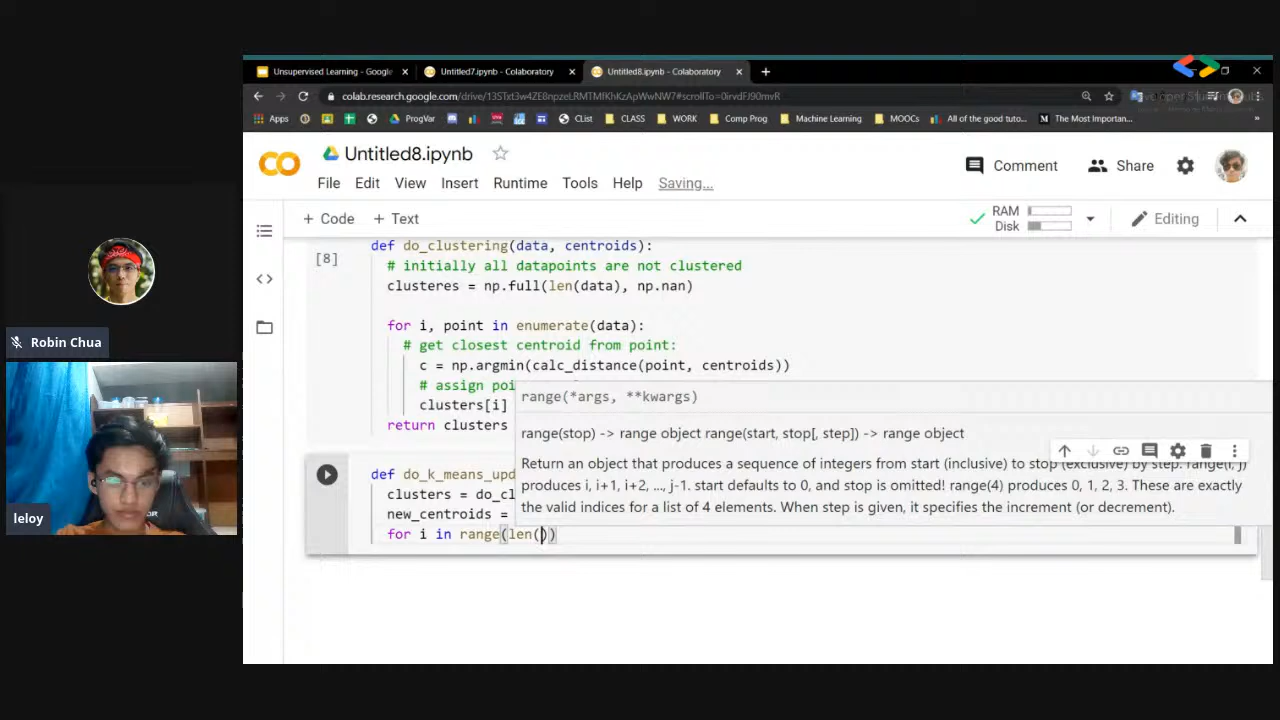 Unsupervised Learning - Google
Untitled7.ipynb - Colaboratory
Untitled8.ipynb - Colaboratory
colab.research.google.com/drive/13STxt3w4ZE8npzeLRMTMfKhKzApWwNW7#scrollTo=0irvdFJ90mvR
Apps ProgVar CList CLASS WORK Comp Prog Machine Learning MOOCs All of the good tuto... The Most Importan... »
Untitled8.ipynb
Comment Share
File Edit View Insert Runtime Tools Help Saving...
+ Code + Text
RAM
Disk
Editing
def do_clustering(data, centroids):
[8]
# initially all datapoints are not clustered
clusteres = np.full(len(data), np.nan)
for i, point in enumerate(data):
# get closest centroid from point:
c = np.argmin(calc_distance(point, centroids))
# assign poi
clusters[i]
return clusters
range(*args, **kwargs)
range(stop) -> range object range(start, stop[, step]) -> range object
Return an object that produces a sequence of integers from start (inclusive) to stop (exclusive) by step. range(i, j)
produces i, i+1, i+2, ..., j-1. start defaults to 0, and stop is omitted! range(4) produces 0, 1, 2, 3. These are exactly
the valid indices for a list of 4 elements. When step is given, it specifies the increment (or decrement).
def do_k_means_upd
clusters = do_cl
new_centroids =
for i in range(len())
Robin Chua
leloy